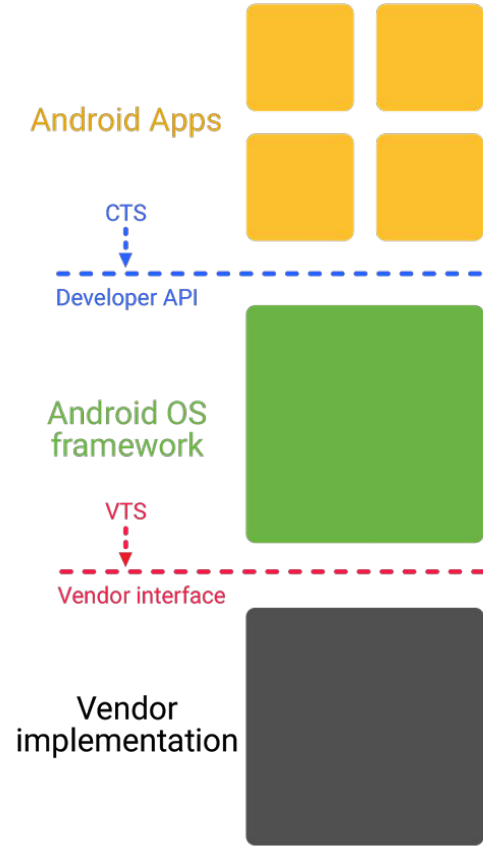 Android Apps
CTS
Developer API
Android OS
framework
VTS
Vendor interface
Vendor
implementation